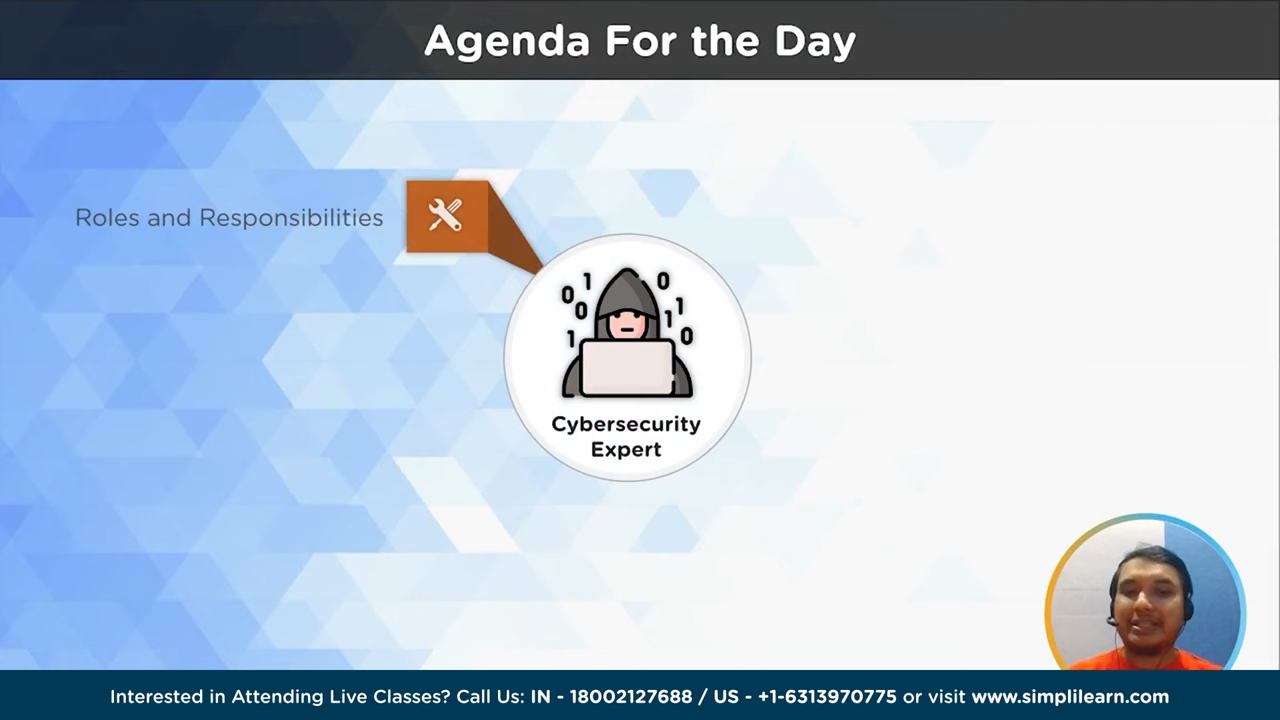 Agenda For the Day
Roles and Responsibilities
0 1 0
0 1
1 1 0
Cybersecurity
Expert
Interested in Attending Live Classes? Call Us: IN - 18002127688 / US - +1-6313970775 or visit www.simplilearn.com